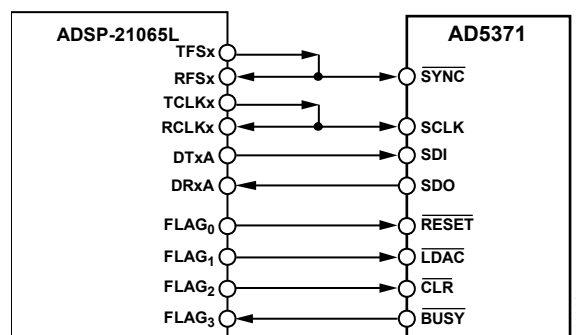 ADSP-21065L AD5371
TFSx
RFSx SYNC
TCLKx
RCLKx SCLK
DTxA SDI
DRxA SDO
FLAG0 RESET
FLAG1 LDAC
FLAG2 CLR
FLAG3 BUSY